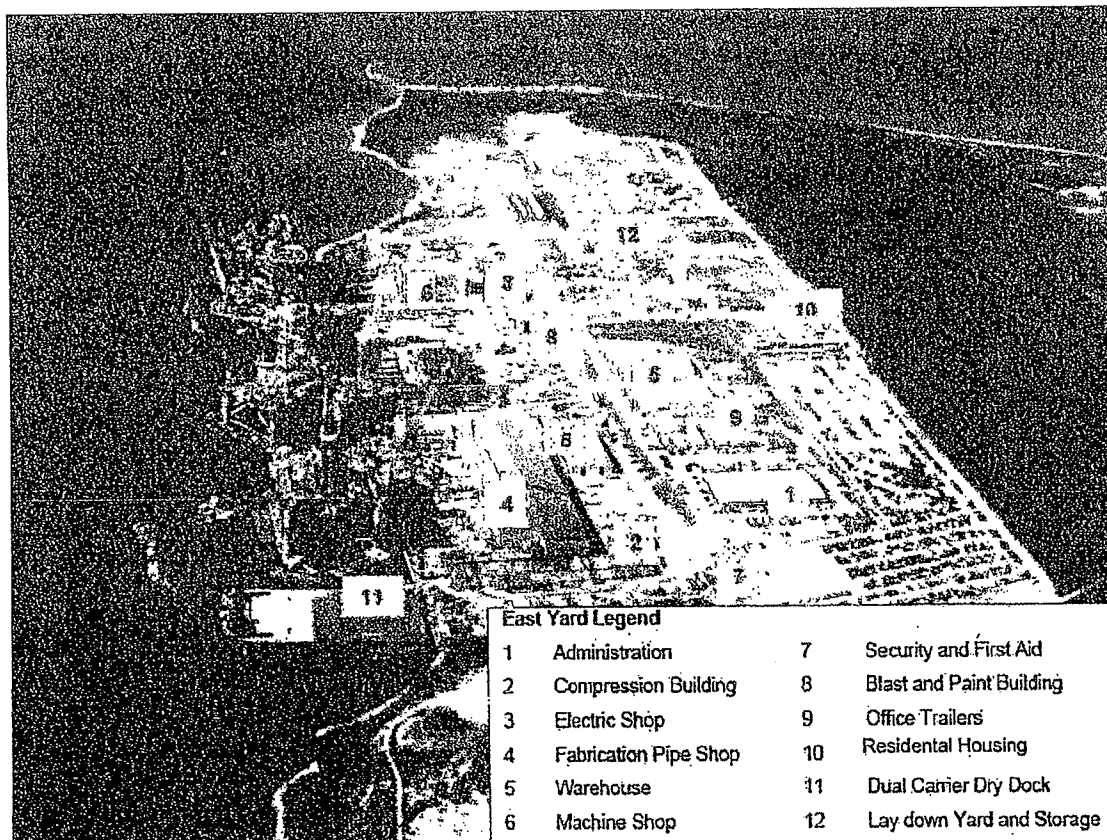 12
6
3
10
9
8
4
1
2
7
11
East Yard Legend
1 Administration 7 Security and First Aid
2 Compression Building 8 Blast and Paint Building
3 Electric Shop 9 Office Trailers
4 Fabrication Pipe Shop 10 Residental Housing
5 Warehouse 11 Dual Carrier Dry Dock
6 Machine Shop 12 Lay down Yard and Storage